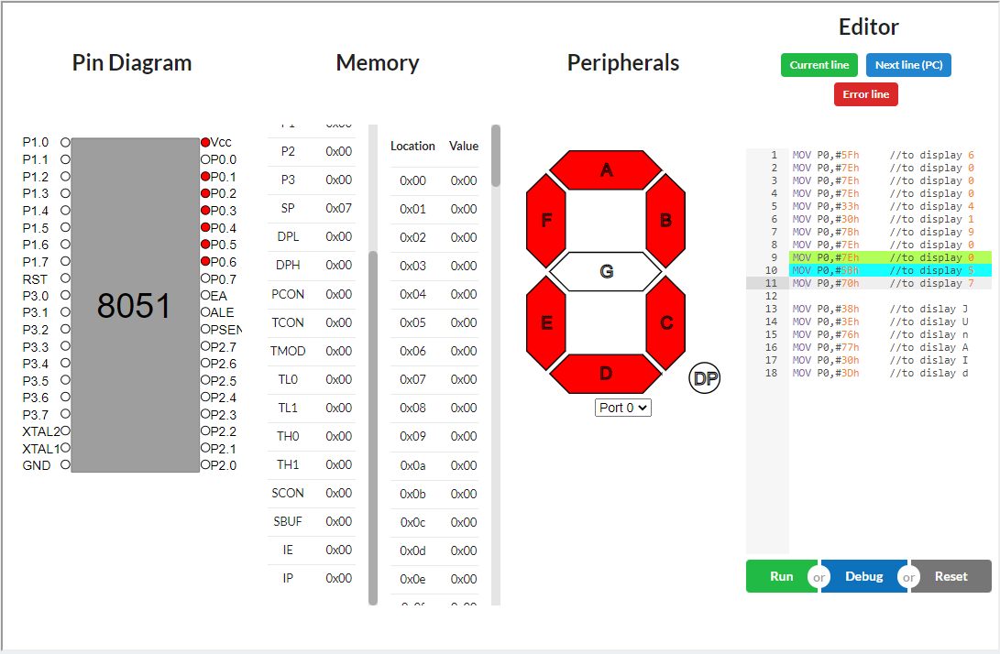 Editor
Pin Diagram
Memory
Peripherals
Current line
Next line (PC)
Error line
P1.0
P1.1
P1.2
P1.3
P1.4
P1.5
P1.6
P1.7
RST
P3.0
P3.1
P3.2
P3.3
P3.4
P3.5
P3.6
P3.7
XTAL2
XTAL1
GND
8051
Vcc
P0.0
P0.1
P0.2
P0.3
P0.4
P0.5
P0.6
P0.7
EA
ALE
PSEN
P2.7
P2.6
P2.5
P2.4
P2.3
P2.2
P2.1
P2.0
P1 0x00
P2 0x00
P3 0x00
SP 0x07
DPL 0x00
DPH 0x00
PCON 0x00
TCON 0x00
TMOD 0x00
TL0 0x00
TL1 0x00
TH0 0x00
TH1 0x00
SCON 0x00
SBUF 0x00
IE 0x00
IP 0x00
Location Value
0x00 0x00
0x01 0x00
0x02 0x00
0x03 0x00
0x04 0x00
0x05 0x00
0x06 0x00
0x07 0x00
0x08 0x00
0x09 0x00
0x0a 0x00
0x0b 0x00
0x0c 0x00
0x0d 0x00
0x0e 0x00
0x0f 0x00
A
F
B
G
E
C
D
DP
Port 0
1 MOV P0,#5Fh //to display 6
2 MOV P0,#7Eh //to display 0
3 MOV P0,#7Eh //to display 0
4 MOV P0,#7Eh //to display 0
5 MOV P0,#33h //to display 4
6 MOV P0,#30h //to display 1
7 MOV P0,#7Bh //to display 9
8 MOV P0,#7Eh //to display 0
9 MOV P0,#7Eh //to display 0
10 MOV P0,#5Bh //to display 5
11 MOV P0,#70h //to display 7
12
13 MOV P0,#38h //to dislay J
14 MOV P0,#3Eh //to dislay U
15 MOV P0,#76h //to dislay n
16 MOV P0,#77h //to dislay A
17 MOV P0,#30h //to dislay I
18 MOV P0,#3Dh //to dislay d
Run or Debug or Reset